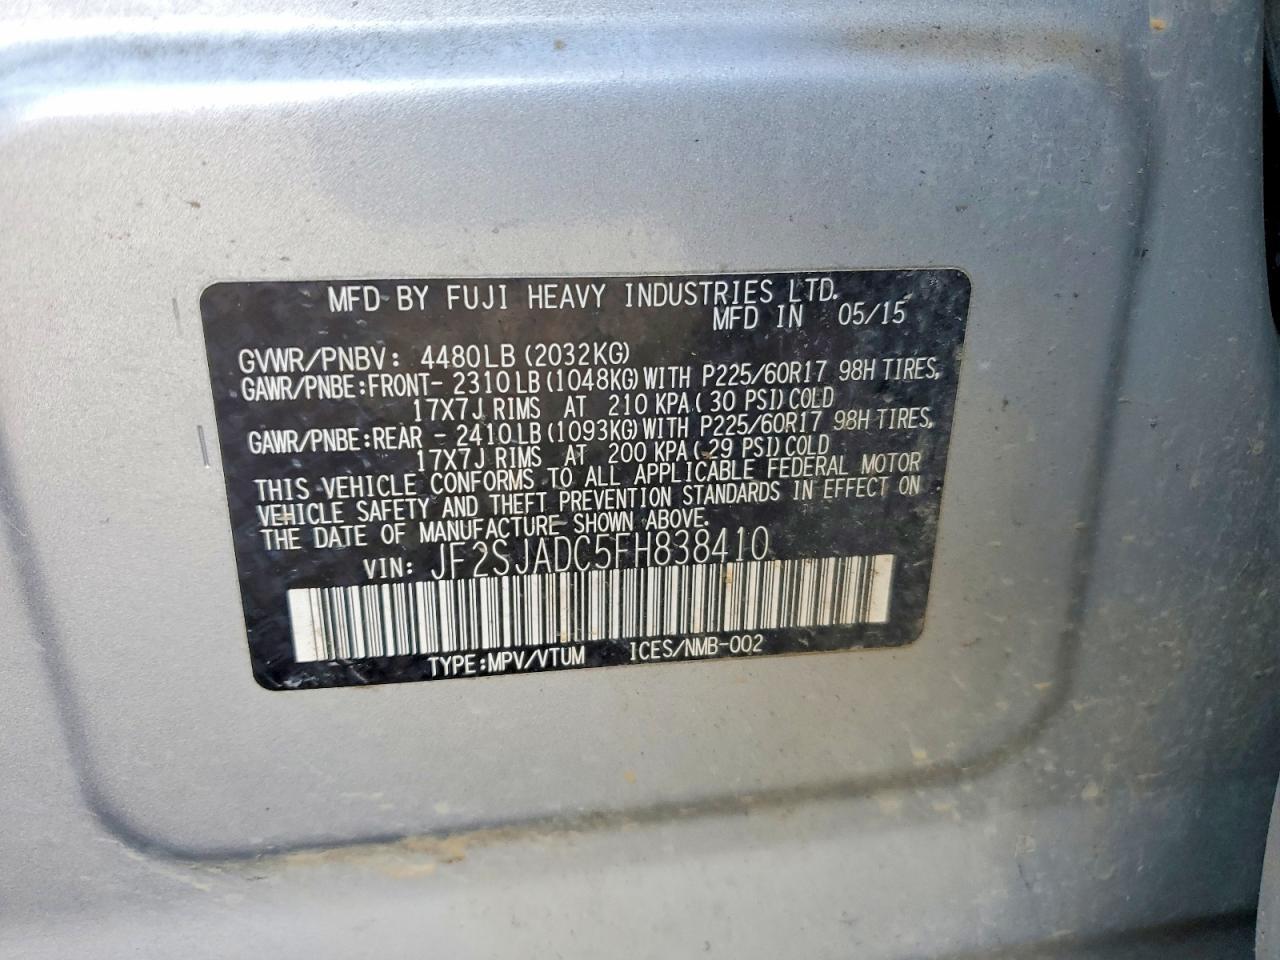 MFD BY FUJI HEAVY INDUSTRIES LTD.
MFD IN 05/15
GVWR/PNBV: 4480LB (2032KG)
GAWR/PNBE:FRONT- 2310LB(1048KG)WITH P225/60R17 98H TIRES,
17X7J RIMS AT 210 KPA(30 PSI)COLD
GAWR/PNBE:REAR - 2410LB(1093KG)WITH P225/60R17 98H TIRES,
17X7J RIMS AT 200 KPA(29 PSI)COLD
THIS VEHICLE CONFORMS TO ALL APPLICABLE FEDERAL MOTOR
VEHICLE SAFETY AND THEFT PREVENTION STANDARDS IN EFFECT ON
THE DATE OF MANUFACTURE SHOWN ABOVE.
VIN: JF2SJADC5FH838410
TYPE:MPV/VTUM ICES/NMB-002